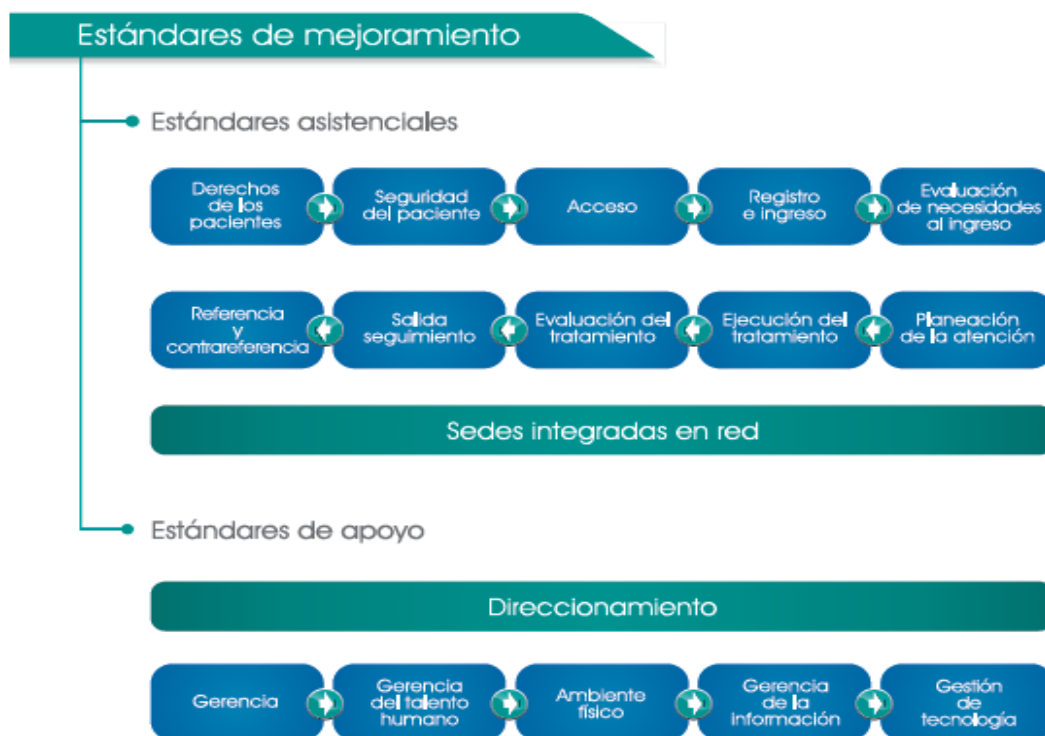 Estándares de mejoramiento
Estándares asistenciales
Derechos
de los
pacientes
Seguridad
del paciente
Acceso
Registro
e ingreso
Evaluación
de necesidades
al ingreso
Referencia
y
contrareferencia
Salida
seguimiento
Evaluación del
tratamiento
Ejecución del
tratamiento
Planeación
de la atención
Sedes integradas en red
Estándares de apoyo
Direccionamiento
Gerencia
Gerencia
del talento
humano
Ambiente
físico
Gerencia
de la
información
Gestión
de
tecnología